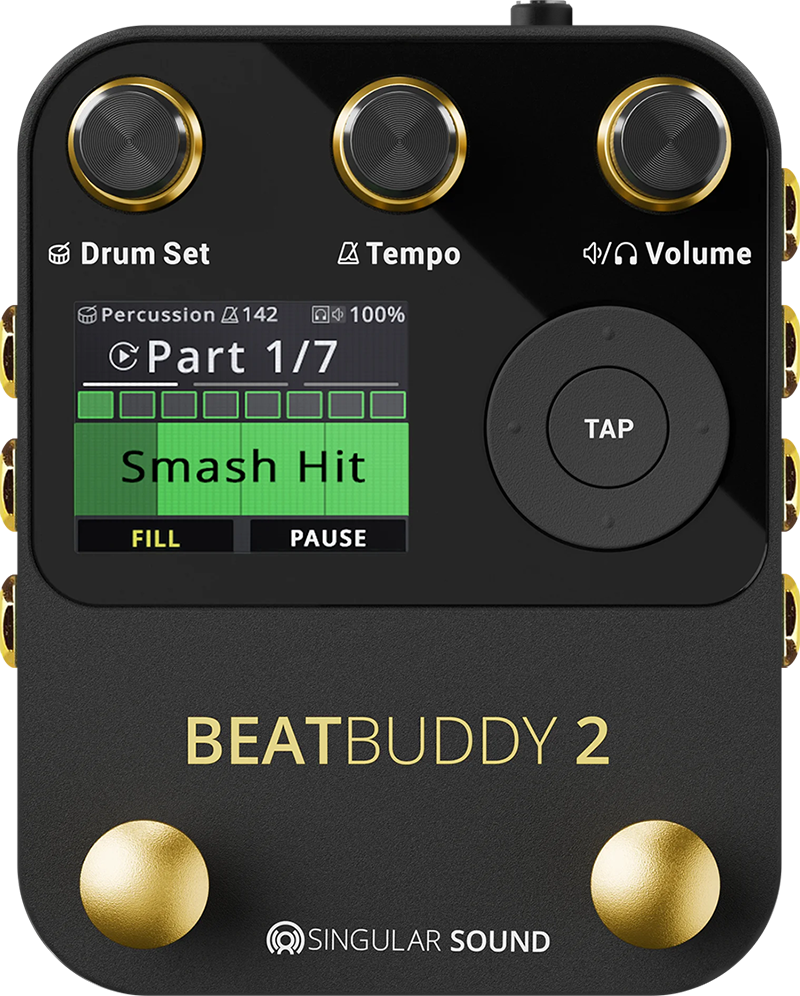 Drum Set Tempo Volume
Percussion 142 100%
Part 1/7
Smash Hit
FILL PAUSE
TAP
BEATBUDDY 2
SINGULAR SOUND